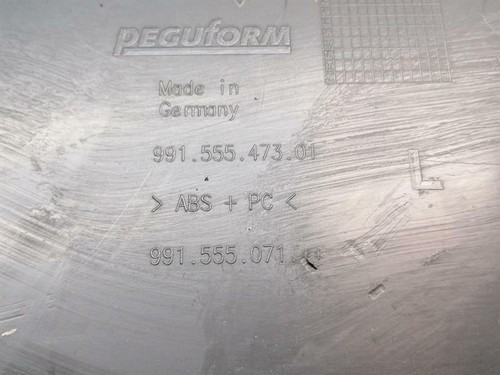 peguform
Made in
Germany
991.555.473.01
L
> ABS + PC <
991.555.071